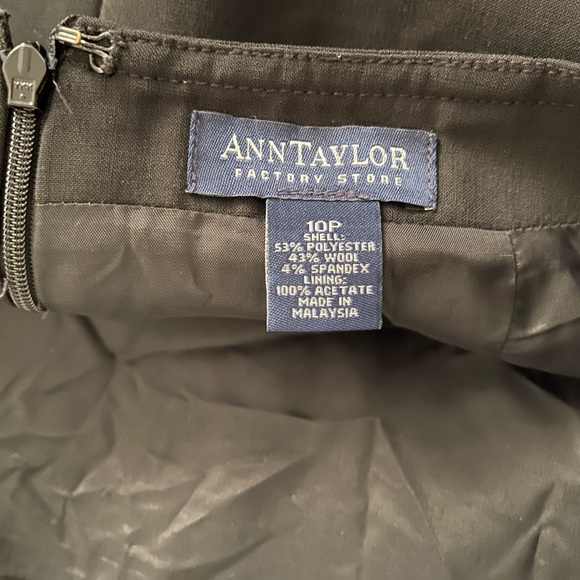 ANNTAYLOR
FACTORY STORE
10P
SHELL:
53% POLYESTER
43% WOOL
4% SPANDEX
LINING:
100% ACETATE
MADE IN
MALAYSIA